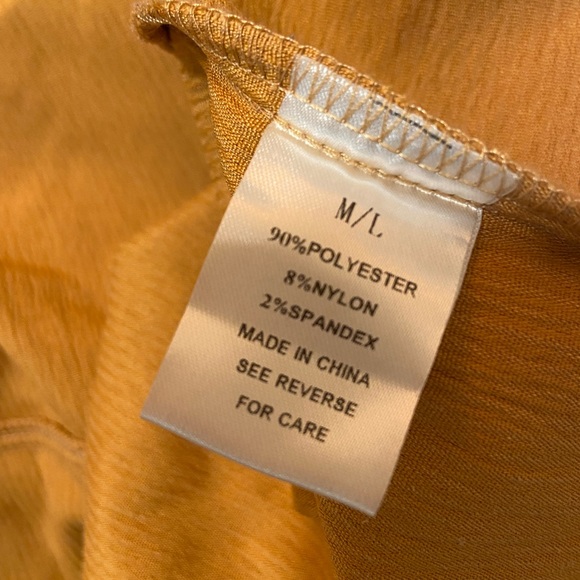 M/L
90%POLYESTER
8%NYLON
2%SPANDEX
MADE IN CHINA
SEE REVERSE
FOR CARE